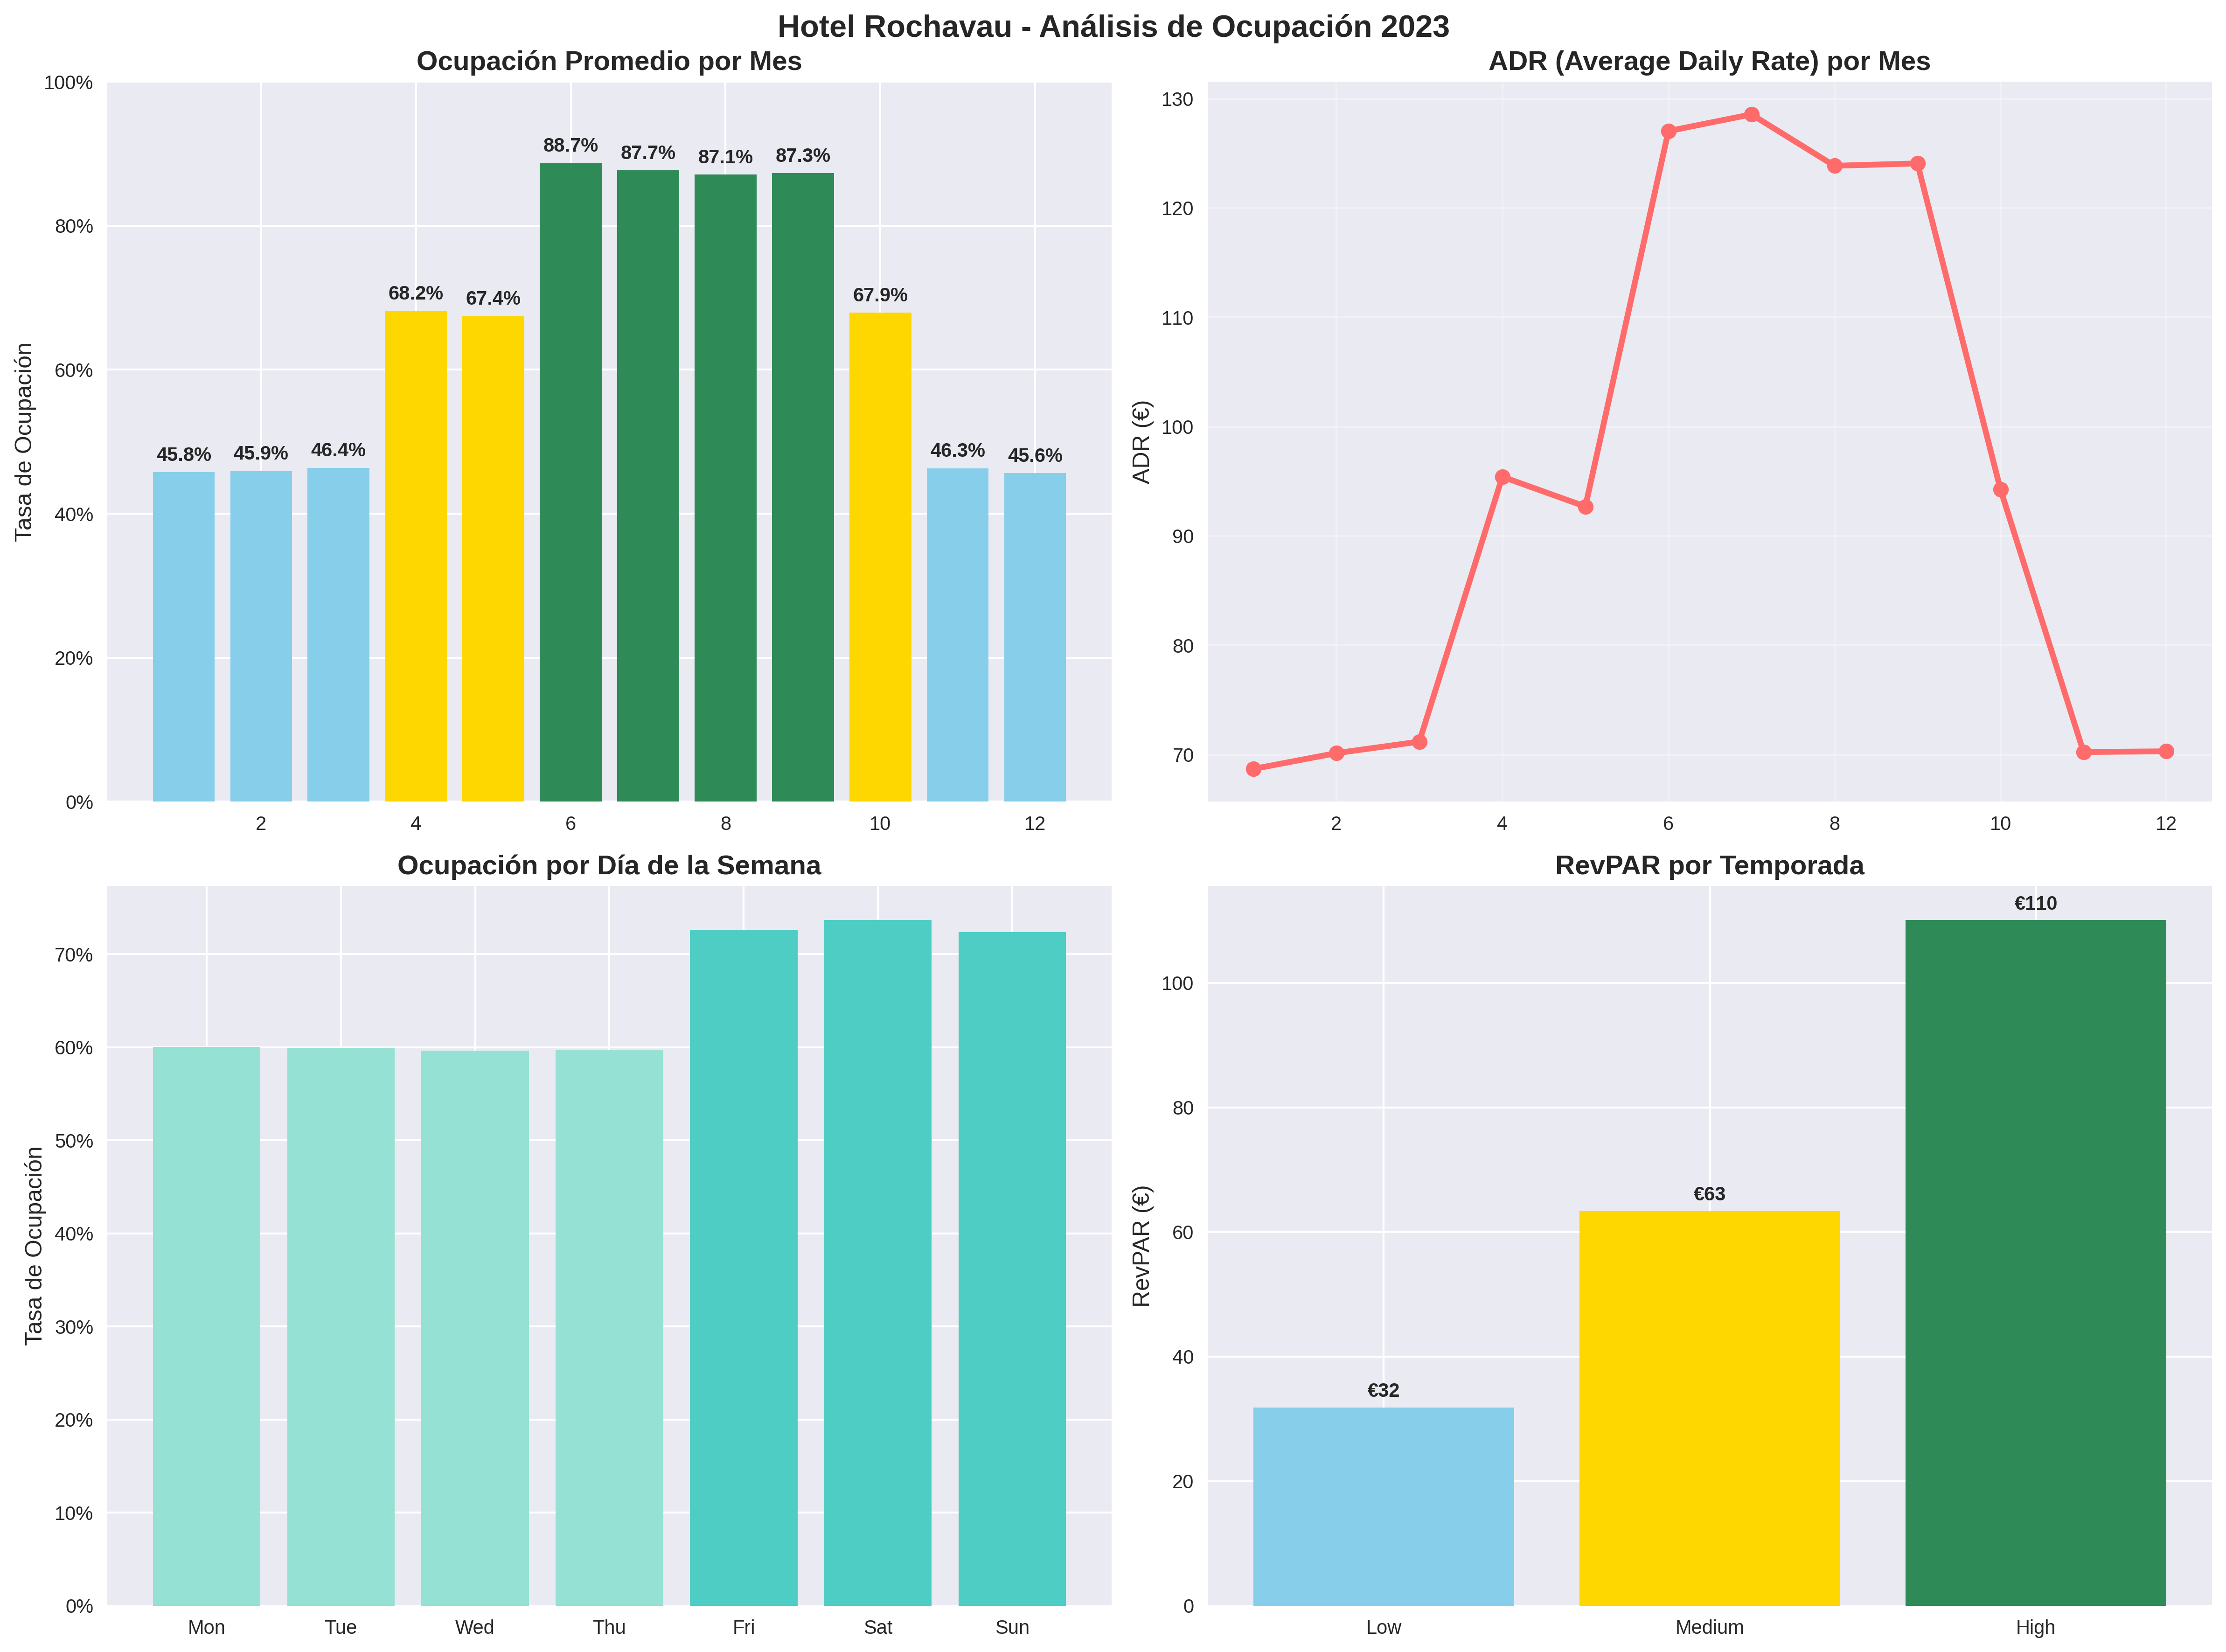 Hotel Rochavau - Análisis de Ocupación 2023
Ocupación Promedio por Mes
Tasa de Ocupación
100%
80%
60%
40%
20%
0%
45.8%
45.9%
46.4%
68.2%
67.4%
88.7%
87.7%
87.1%
87.3%
67.9%
46.3%
45.6%
2
4
6
8
10
12
ADR (Average Daily Rate) por Mes
ADR (€)
130
120
110
100
90
80
70
2
4
6
8
10
12
Ocupación por Día de la Semana
Tasa de Ocupación
70%
60%
50%
40%
30%
20%
10%
0%
Mon
Tue
Wed
Thu
Fri
Sat
Sun
RevPAR por Temporada
RevPAR (€)
100
80
60
40
20
0
€32
€63
€110
Low
Medium
High